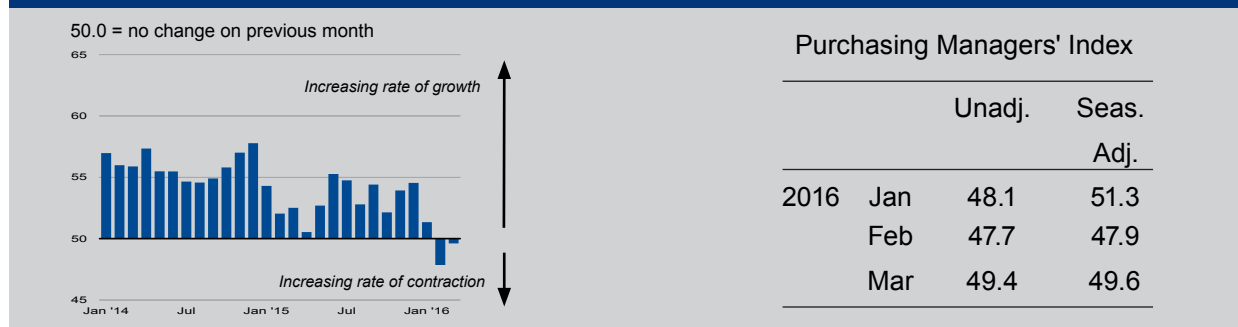 50.0 = no change on previous month
65
Increasing rate of growth
60
55
50
Increasing rate of contraction
45
Jan '14 Jul Jan '15 Jul Jan '16
Purchasing Managers' Index
Unadj. Seas.
Adj.
2016 Jan 48.1 51.3
Feb 47.7 47.9
Mar 49.4 49.6